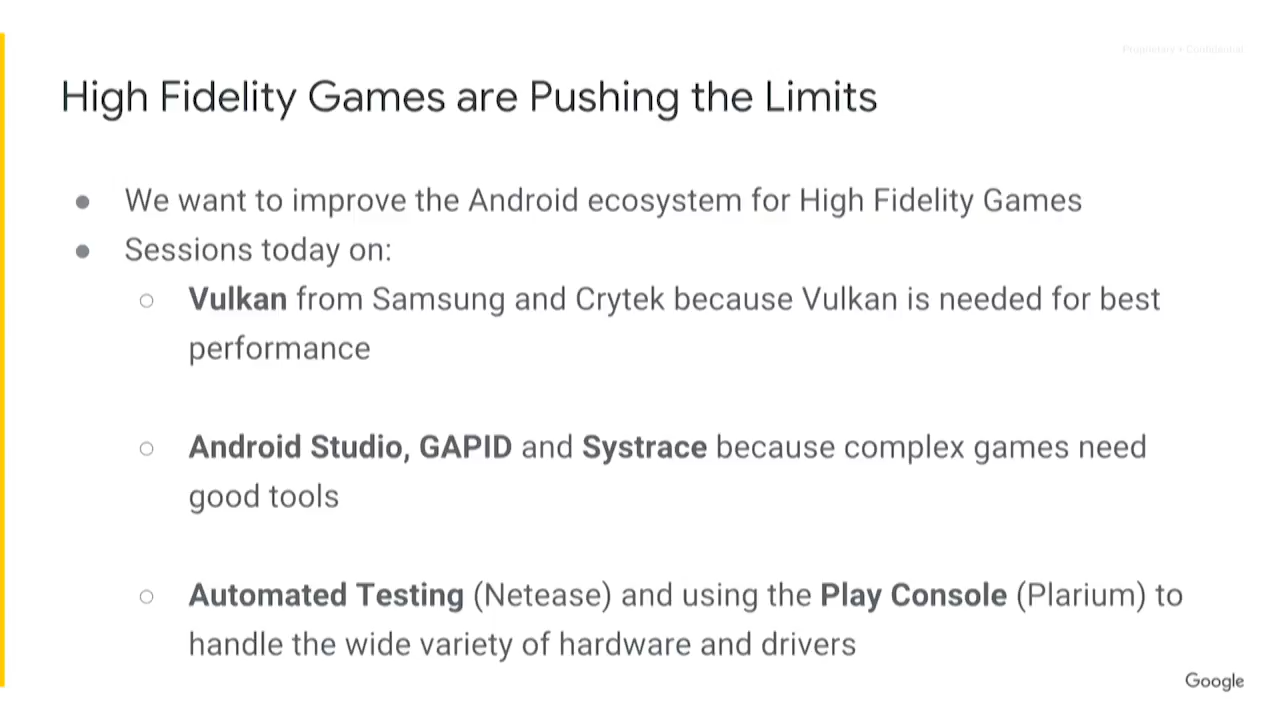 Proprietary + Confidential
High Fidelity Games are Pushing the Limits
● We want to improve the Android ecosystem for High Fidelity Games
● Sessions today on:
○ Vulkan from Samsung and Crytek because Vulkan is needed for best
performance
○ Android Studio, GAPID and Systrace because complex games need
good tools
○ Automated Testing (Netease) and using the Play Console (Plarium) to
handle the wide variety of hardware and drivers
Google